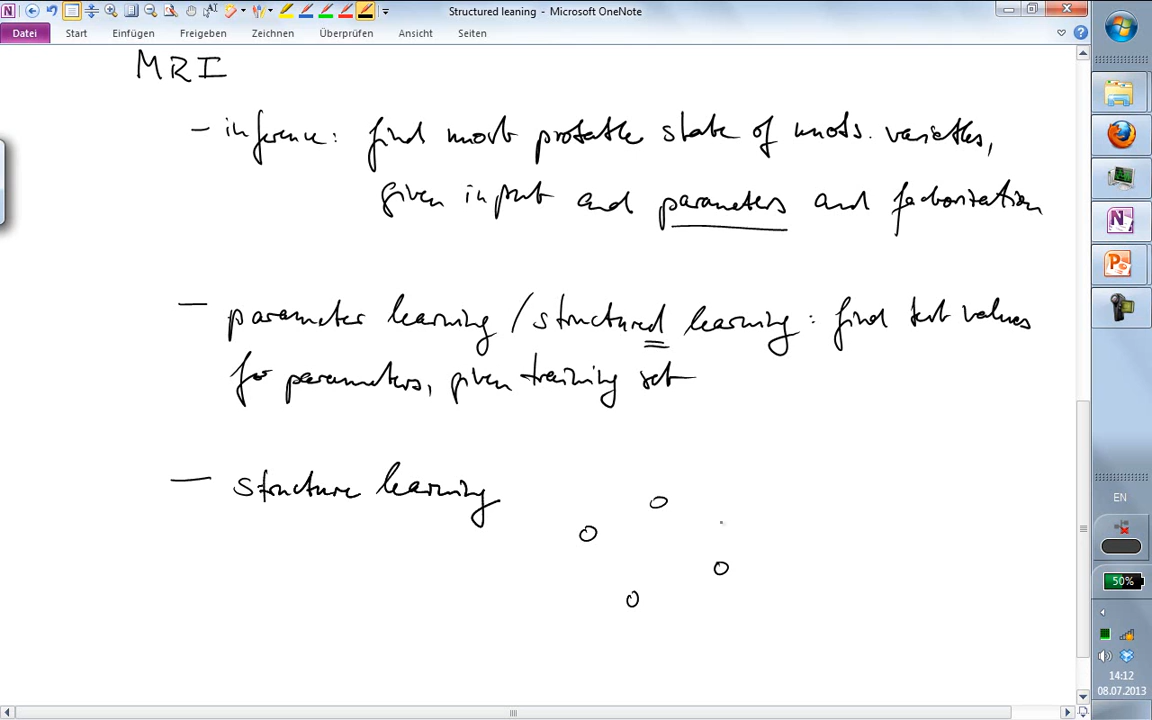 Structured leaning - Microsoft OneNote
Datei Start Einfügen Freigeben Zeichnen Überprüfen Ansicht Seiten
MRI
- inference: find most probable state of unobs. variables,
given input and parameters and factorization
- parameter learning / structured learning: find best values
for parameters, given training set
- structure learning
EN
50%
14:12
08.07.2013